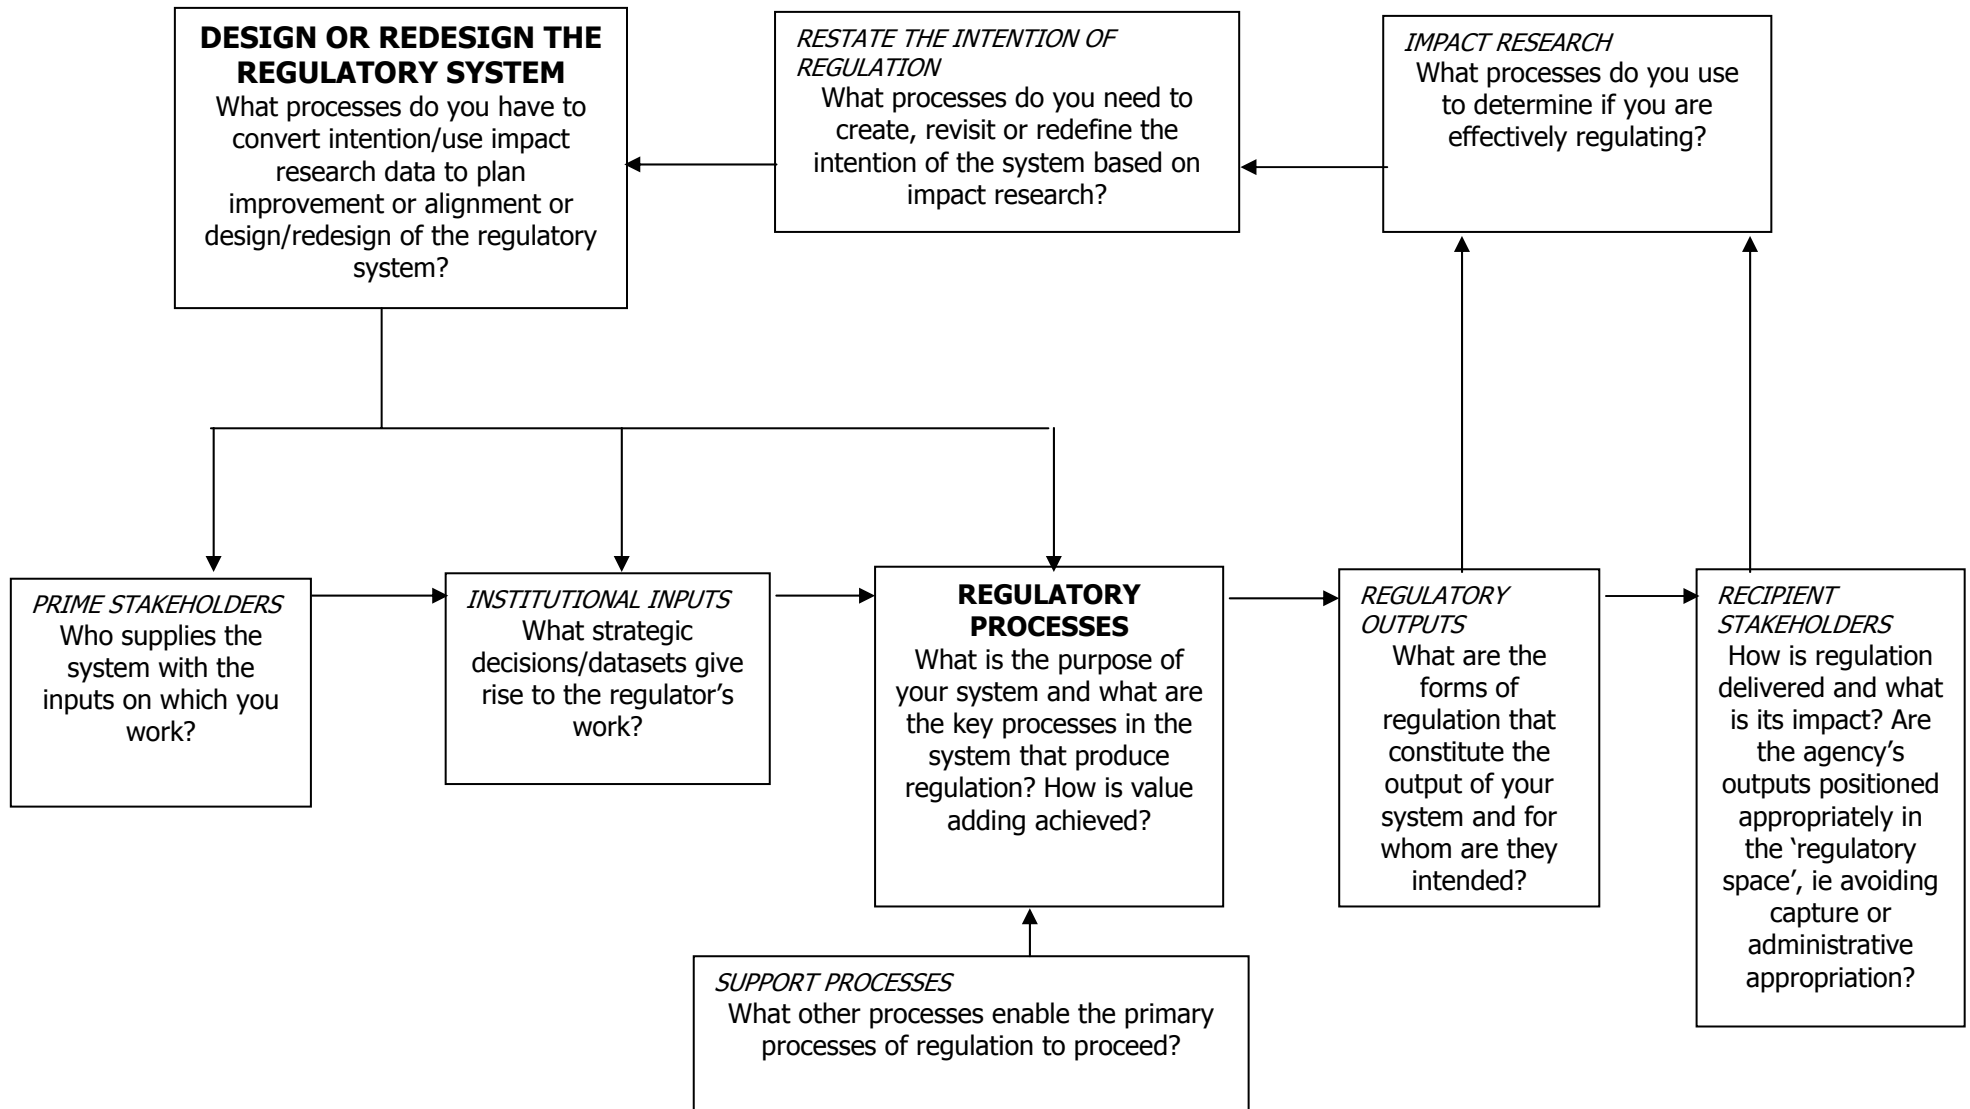 DESIGN OR REDESIGN THE
REGULATORY SYSTEM
What processes do you have to
convert intention/use impact
research data to plan
improvement or alignment or
design/redesign of the regulatory
system?
RESTATE THE INTENTION OF
REGULATION
What processes do you need to
create, revisit or redefine the
intention of the system based on
impact research?
IMPACT RESEARCH
What processes do you use
to determine if you are
effectively regulating?
PRIME STAKEHOLDERS
Who supplies the
system with the
inputs on which you
work?
INSTITUTIONAL INPUTS
What strategic
decisions/datasets give
rise to the regulator’s
work?
REGULATORY
PROCESSES
What is the purpose of
your system and what are
the key processes in the
system that produce
regulation? How is value
adding achieved?
REGULATORY
OUTPUTS
What are the
forms of
regulation that
constitute the
output of your
system and for
whom are they
intended?
RECIPIENT
STAKEHOLDERS
How is regulation
delivered and what
is its impact? Are
the agency’s
outputs positioned
appropriately in
the ‘regulatory
space’, ie avoiding
capture or
administrative
appropriation?
SUPPORT PROCESSES
What other processes enable the primary
processes of regulation to proceed?